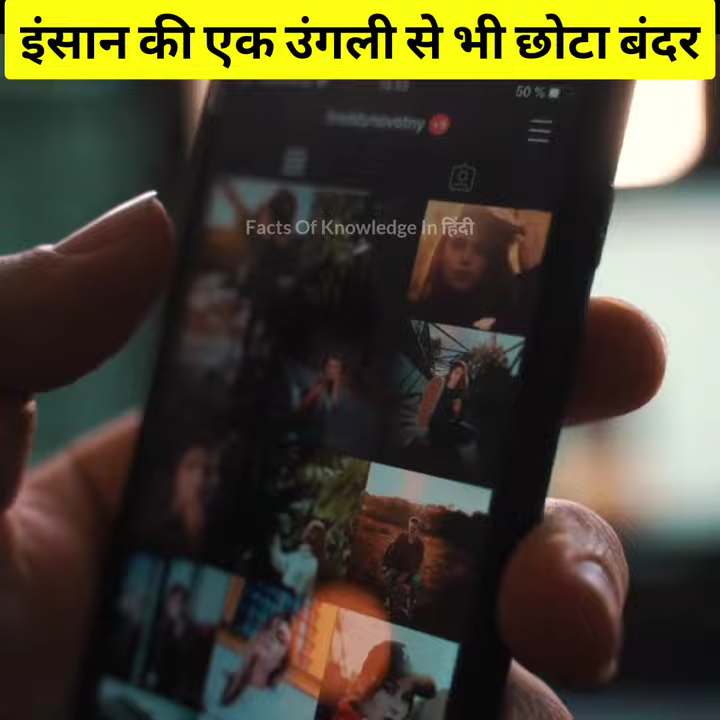 इंसान की एक उंगली से भी छोटा बंदर
50 %
Facts Of Knowledge In हिंदी